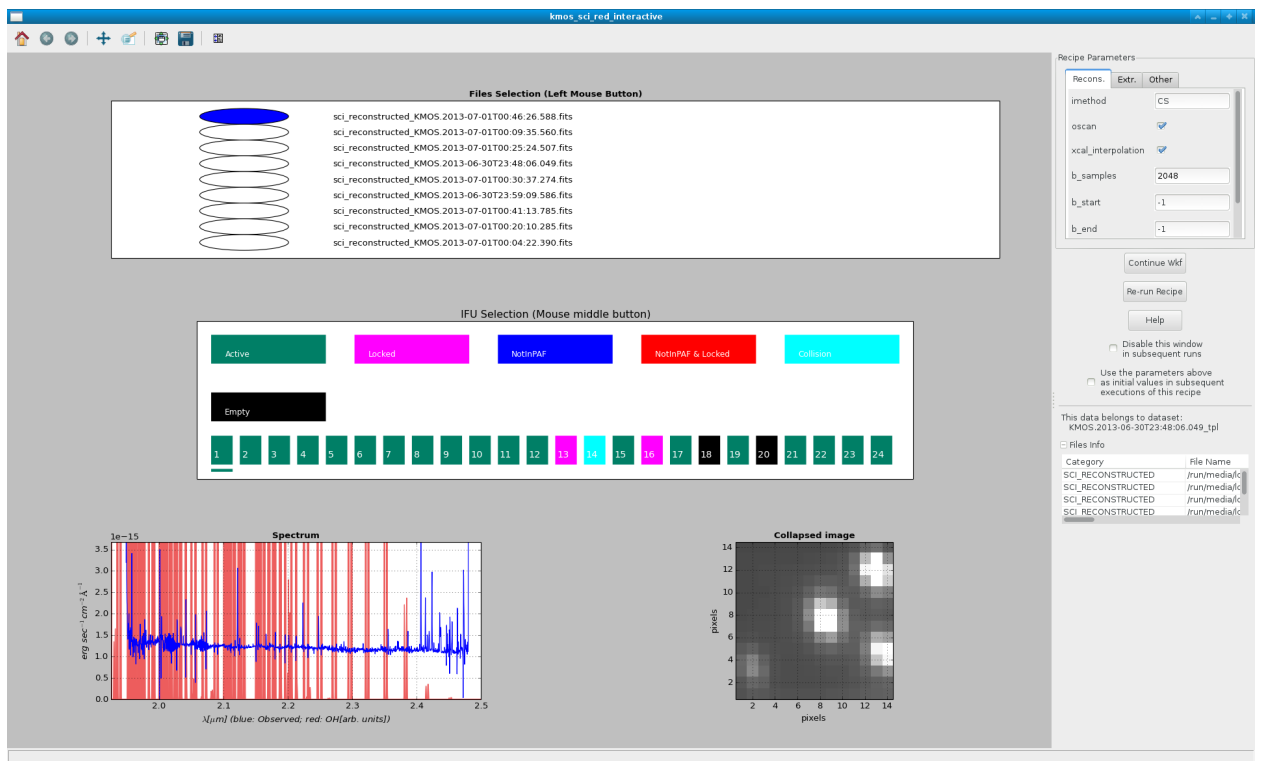 kmos_sci_red_interactive
Files Selection (Left Mouse Button)
sci_reconstructed_KMOS.2013-07-01T00:46:26.588.fits
sci_reconstructed_KMOS.2013-07-01T00:09:35.560.fits
sci_reconstructed_KMOS.2013-07-01T00:25:24.507.fits
sci_reconstructed_KMOS.2013-06-30T23:48:06.049.fits
sci_reconstructed_KMOS.2013-07-01T00:30:37.274.fits
sci_reconstructed_KMOS.2013-06-30T23:59:09.586.fits
sci_reconstructed_KMOS.2013-07-01T00:41:13.785.fits
sci_reconstructed_KMOS.2013-07-01T00:20:10.285.fits
sci_reconstructed_KMOS.2013-07-01T00:04:22.390.fits
IFU Selection (Mouse middle button)
Active Locked NotInPAF NotInPAF & Locked Collision
Empty
1 2 3 4 5 6 7 8 9 10 11 12 13 14 15 16 17 18 19 20 21 22 23 24
Spectrum
1e−15
3.5
3.0
2.5
2.0
1.5
1.0
0.5
0.0
erg sec⁻¹ cm⁻² Å⁻¹
2.0 2.1 2.2 2.3 2.4 2.5
λ[μm] (blue: Observed; red: OH[arb. units])
Collapsed image
14
12
10
8
6
4
2
pixels
2 4 6 8 10 12 14
pixels
Recipe Parameters
Recons. Extr. Other
imethod CS
oscan
xcal_interpolation
b_samples 2048
b_start -1
b_end -1
Continue Wkf
Re-run Recipe
Help
Disable this window
in subsequent runs
Use the parameters above
as initial values in subsequent
executions of this recipe
This data belongs to dataset:
KMOS.2013-06-30T23:48:06.049_tpl
Files Info
Category File Name
SCI_RECONSTRUCTED /run/media/lc
SCI_RECONSTRUCTED /run/media/lc
SCI_RECONSTRUCTED /run/media/lc
SCI_RECONSTRUCTED /run/media/lc